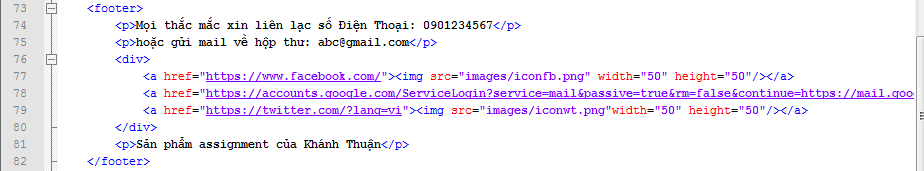 73 <footer>
74 <p>Mọi thắc mắc xin liên lạc số Điện Thoại: 0901234567</p>
75 <p>hoặc gửi mail về hộp thư: abc@gmail.com</p>
76 <div>
77 <a href="https://www.facebook.com/"><img src="images/iconfb.png" width="50" height="50"/></a>
78 <a href="https://accounts.google.com/ServiceLogin?service=mail&passive=true&rm=false&continue=https://mail.goo
79 <a href="https://twitter.com/?lang=vi"><img src="images/iconwt.png"width="50" height="50"/></a>
80 </div>
81 <p>Sản phẩm assignment của Khánh Thuận</p>
82 </footer>